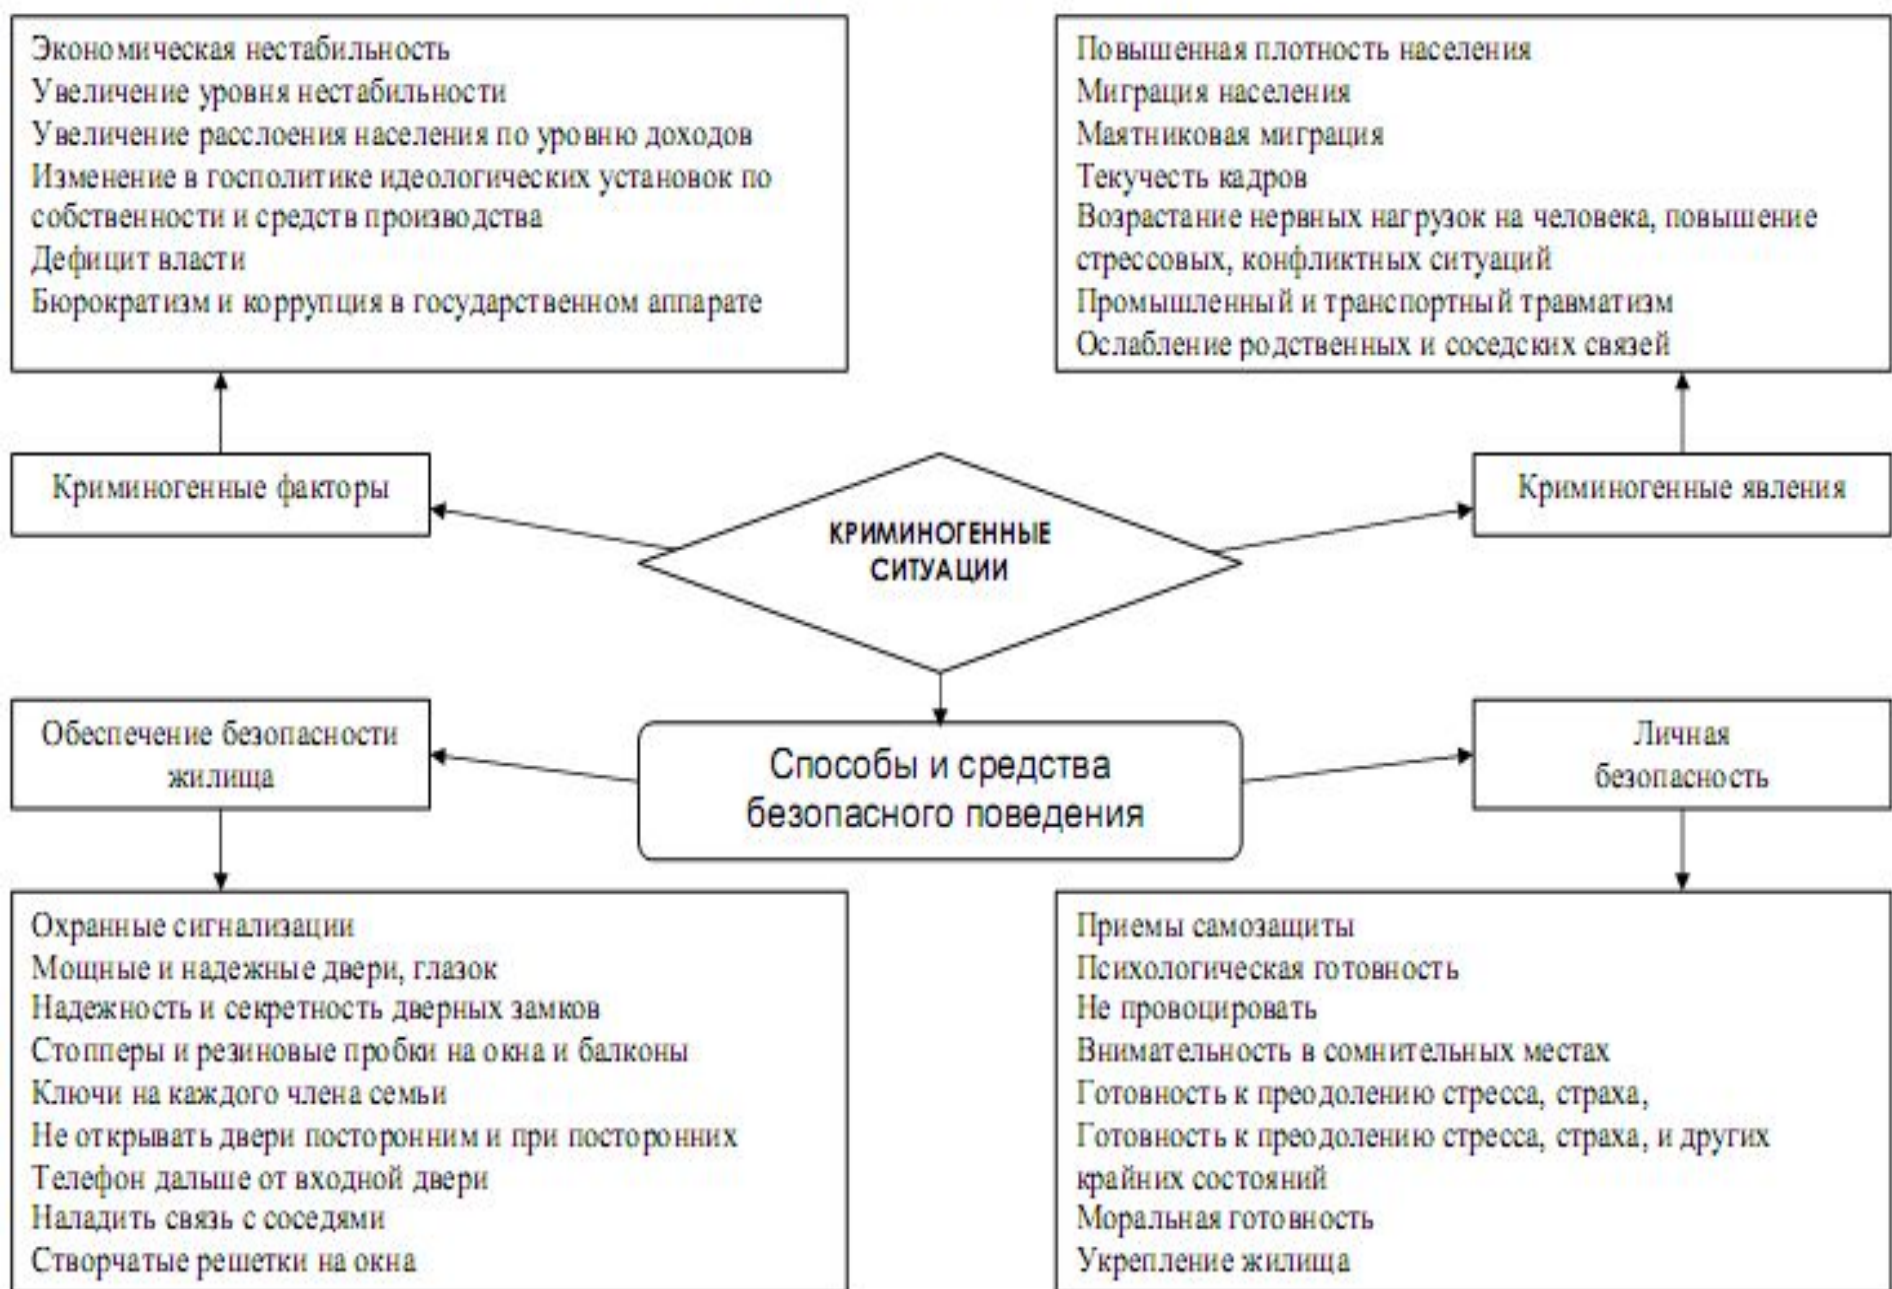 Экономическая нестабильность
Увеличение уровня нестабильности
Увеличение расслоения населения по уровню доходов
Изменение в госполитике идеологических установок по
собственности и средств производства
Дефицит власти
Бюрократизм и коррупция в государственном аппарате
Повышенная плотность населения
Миграция населения
Маятниковая миграция
Текучесть кадров
Возрастание нервных нагрузок на человека, повышение
стрессовых, конфликтных ситуаций
Промышленный и транспортный травматизм
Ослабление родственных и соседских связей
Криминогенные факторы
КРИМИНОГЕННЫЕ
СИТУАЦИИ
Криминогенные явления
Обеспечение безопасности
жилища
Способы и средства
безопасного поведения
Личная
безопасность
Охранные сигнализации
Мощные и надежные двери, глазок
Надежность и секретность дверных замков
Стопперы и резиновые пробки на окна и балконы
Ключи на каждого члена семьи
Не открывать двери посторонним и при посторонних
Телефон дальше от входной двери
Наладить связь с соседями
Створчатые решетки на окна
Приемы самозащиты
Психологическая готовность
Не провоцировать
Внимательность в сомнительных местах
Готовность к преодолению стресса, страха,
Готовность к преодолению стресса, страха, и других
крайних состояний
Моральная готовность
Укрепление жилища